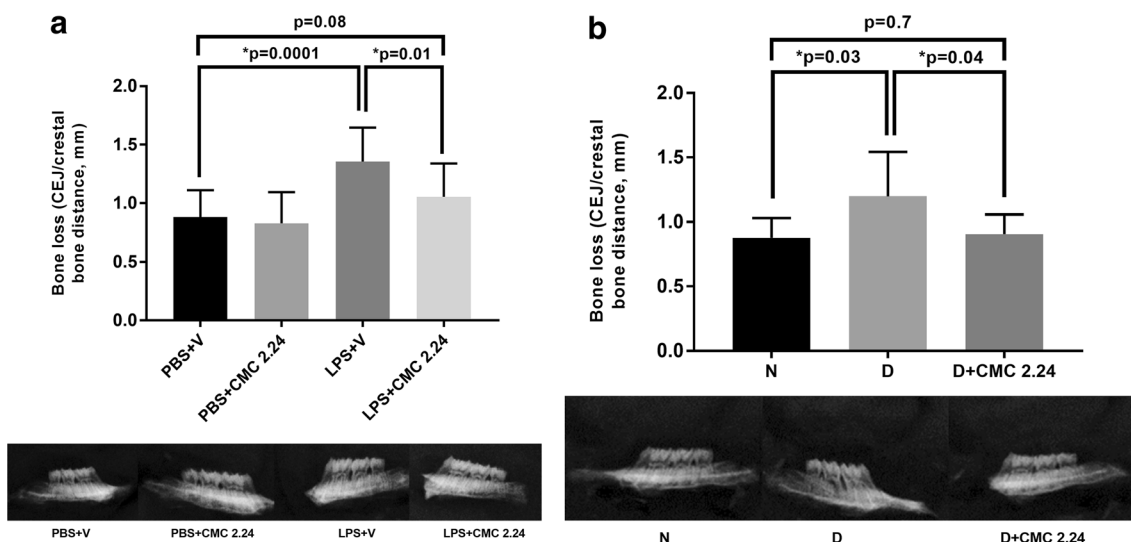 a
p=0.08
*p=0.0001
*p=0.01
Bone loss (CEJ/crestal
bone distance, mm)
2.0
1.5
1.0
0.5
0.0
PBS+V
PBS+CMC 2.24
LPS+V
LPS+CMC 2.24
PBS+V
PBS+CMC 2.24
LPS+V
LPS+CMC 2.24
b
p=0.7
*p=0.03
*p=0.04
Bone loss (CEJ/crestal
bone distance, mm)
2.0
1.5
1.0
0.5
0.0
N
D
D+CMC 2.24
N
D
D+CMC 2.24